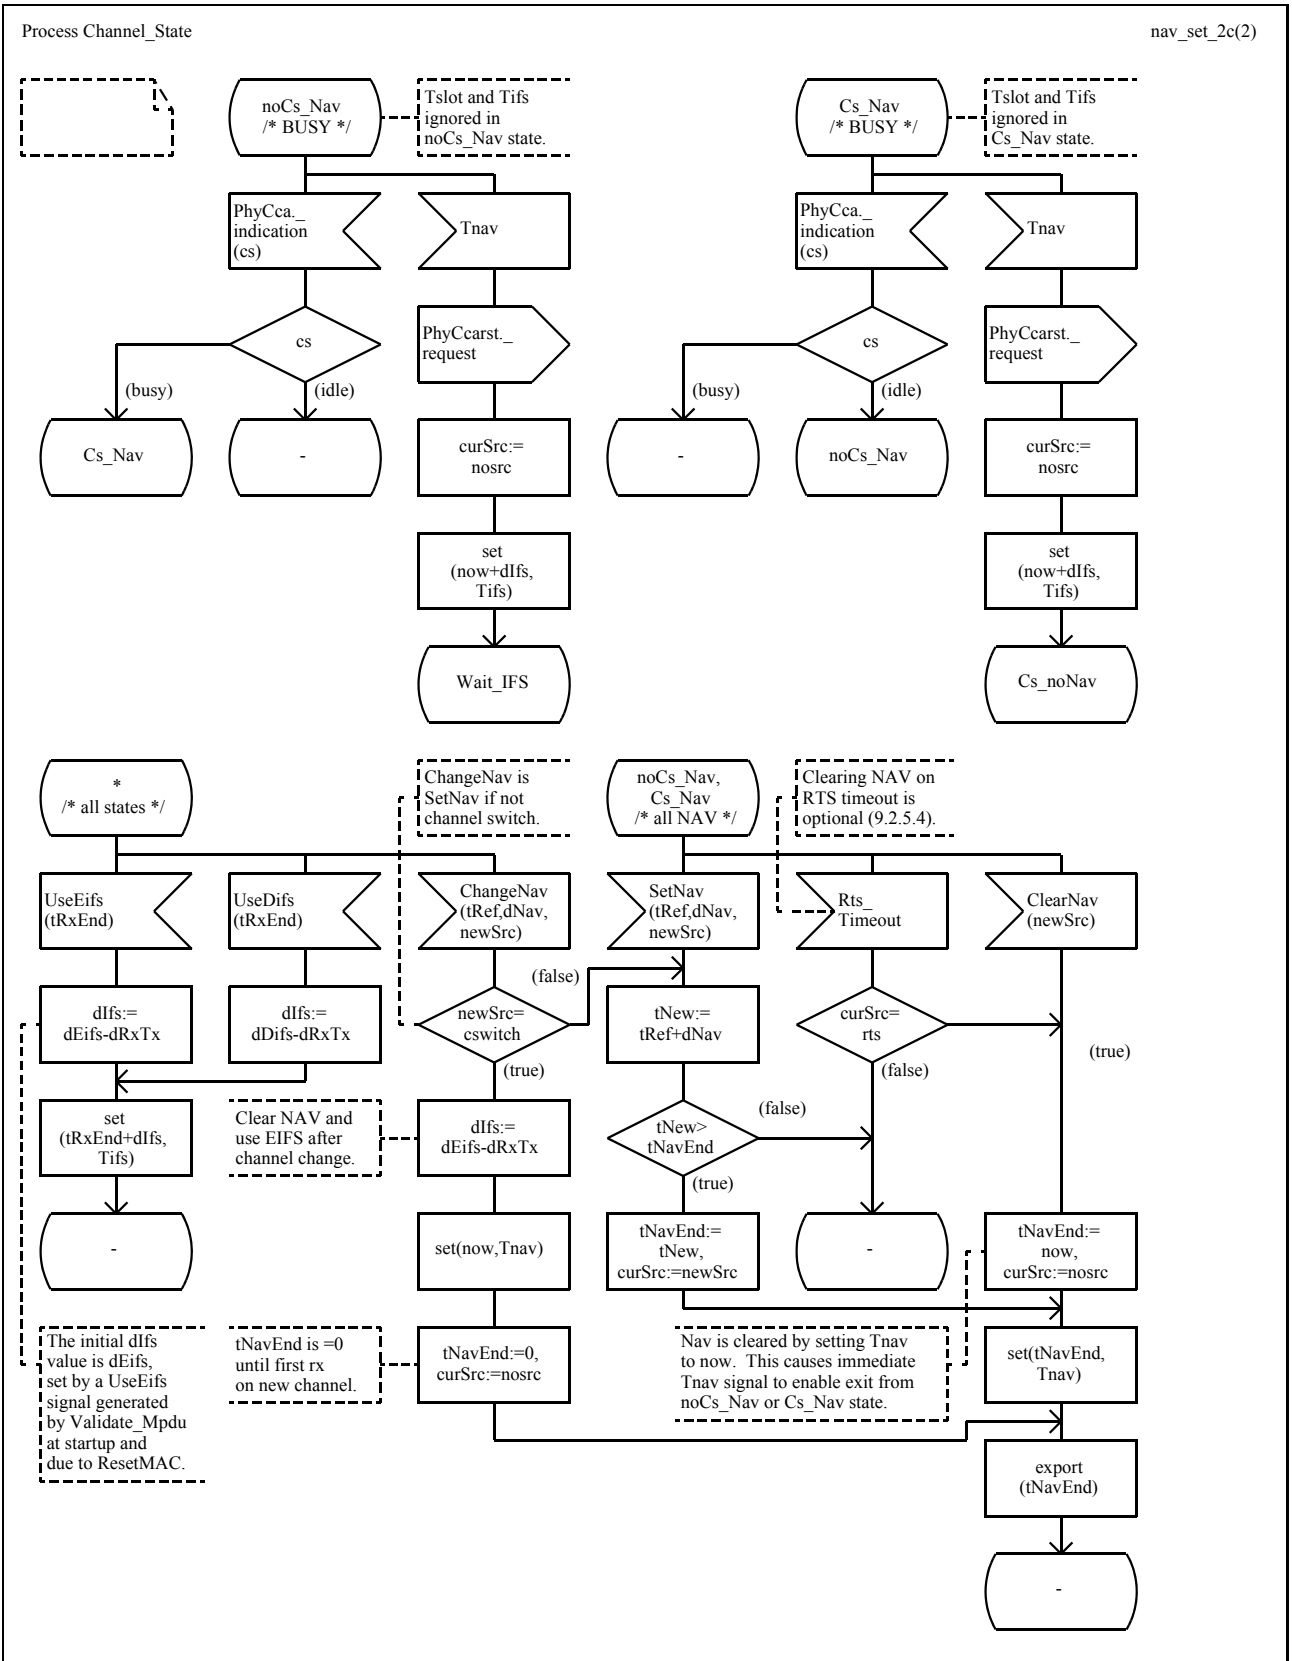 Process Channel_State
nav_set_2c(2)
noCs_Nav
/* BUSY */
Tslot and Tifs
ignored in
noCs_Nav state.
Cs_Nav
/* BUSY */
Tslot and Tifs
ignored in
Cs_Nav state.
PhyCca._
indication
(cs)
Tnav
PhyCca._
indication
(cs)
Tnav
cs
PhyCcarst._
request
cs
PhyCcarst._
request
(busy)
(idle)
(busy)
(idle)
Cs_Nav
-
curSrc:=
nosrc
-
noCs_Nav
curSrc:=
nosrc
set
(now+dIfs,
Tifs)
set
(now+dIfs,
Tifs)
Wait_IFS
Cs_noNav
*
/* all states */
ChangeNav is
SetNav if not
channel switch.
noCs_Nav,
Cs_Nav
/* all NAV */
Clearing NAV on
RTS timeout is
optional (9.2.5.4).
UseEifs
(tRxEnd)
UseDifs
(tRxEnd)
ChangeNav
(tRef,dNav,
newSrc)
SetNav
(tRef,dNav,
newSrc)
Rts_
Timeout
ClearNav
(newSrc)
(false)
dIfs:=
dEifs-dRxTx
dIfs:=
dDifs-dRxTx
newSrc=
cswitch
tNew:=
tRef+dNav
curSrc=
rts
(true)
(true)
(false)
set
(tRxEnd+dIfs,
Tifs)
Clear NAV and
use EIFS after
channel change.
dIfs:=
dEifs-dRxTx
tNew>
tNavEnd
(false)
(true)
-
set(now,Tnav)
tNavEnd:=
tNew,
curSrc:=newSrc
-
tNavEnd:=
now,
curSrc:=nosrc
The initial dIfs
value is dEifs,
set by a UseEifs
signal generated
by Validate_Mpdu
at startup and
due to ResetMAC.
tNavEnd is =0
until first rx
on new channel.
tNavEnd:=0,
curSrc:=nosrc
Nav is cleared by setting Tnav
to now.  This causes immediate
Tnav signal to enable exit from
noCs_Nav or Cs_Nav state.
set(tNavEnd,
Tnav)
export
(tNavEnd)
-